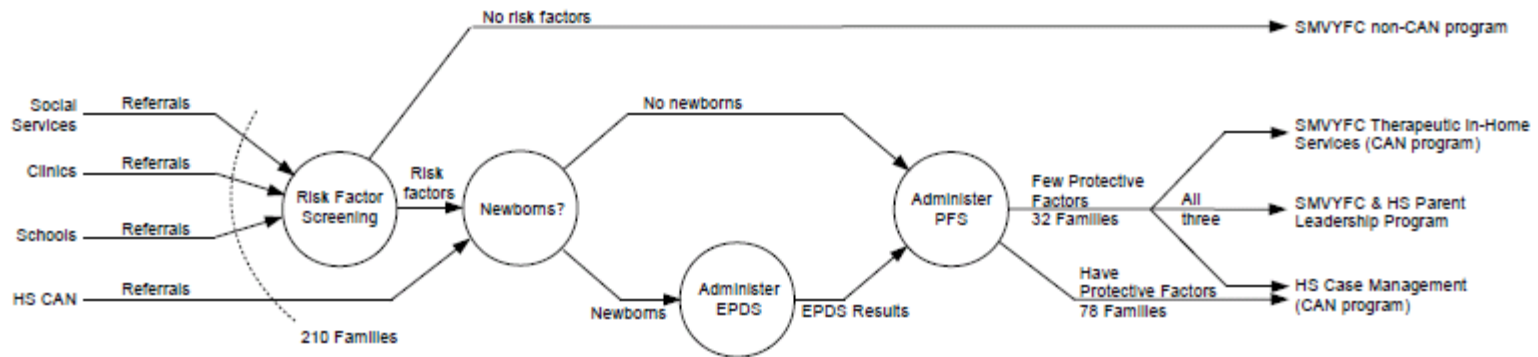 No risk factors
SMVYFC non-CAN program
Social
Services
Referrals
No newborns
SMVYFC Therapeutic In-Home
Services (CAN program)
Clinics
Referrals
Risk Factor
Screening
Risk
factors
Newborns?
Administer
PFS
Few Protective
Factors
32 Families
All
three
SMVYFC & HS Parent
Leadership Program
Schools
Referrals
HS CAN
Referrals
Newborns
Administer
EPDS
EPDS Results
Have
Protective Factors
78 Families
HS Case Management
(CAN program)
210 Families